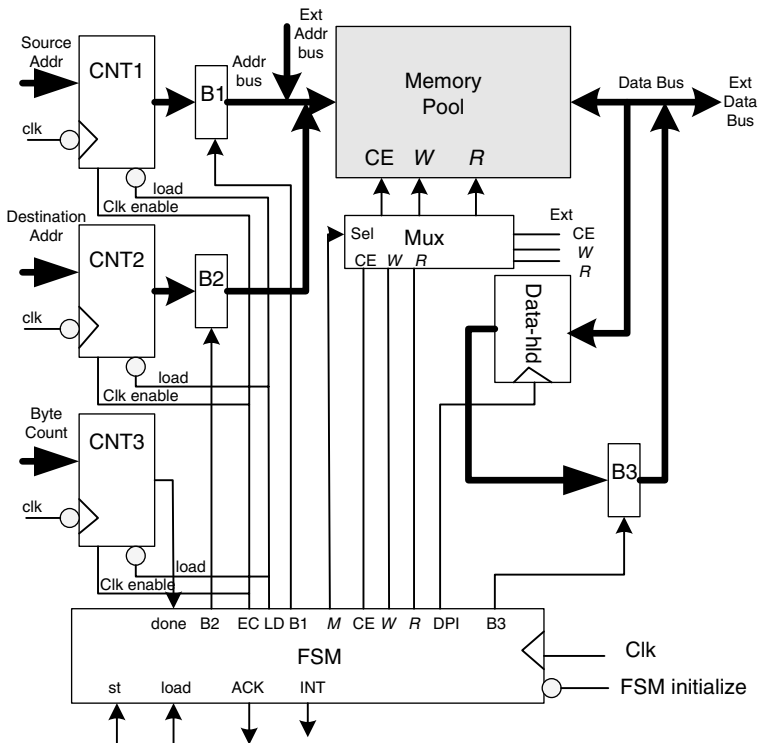 Source
Addr
CNT1
clk
load
Clk enable
B1
Addr
bus
Ext
Addr
bus
Memory
Pool
CE W R
Data Bus
Ext
Data
Bus
Destination
Addr
CNT2
clk
load
Clk enable
B2
Sel
Mux
CE W R
Ext
CE
W
R
Data-hld
Byte
Count
CNT3
clk
load
Clk enable
B3
done B2 EC LD B1 M CE W R DPI B3
FSM
st load ACK INT
Clk
FSM initialize